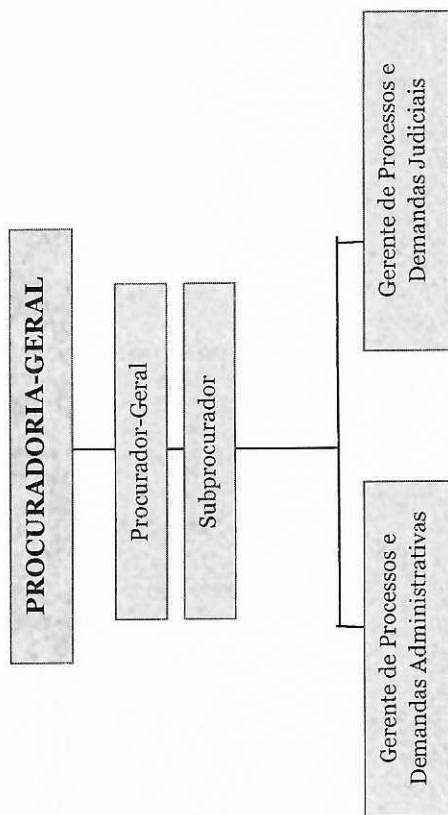 PROCURADORIA-GERAL
Procurador-Geral
Subprocurador
Gerente de Processos e
Demandas Administrativas
Gerente de Processos e
Demandas Judiciais